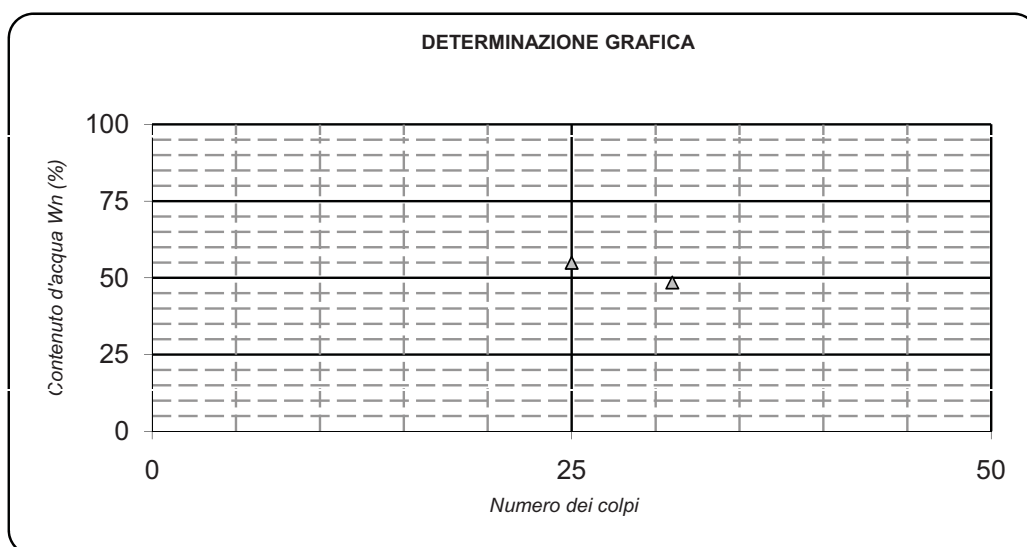 DETERMINAZIONE GRAFICA
Contenuto d'acqua Wn (%)
100
75
50
25
0
0 25 50
Numero dei colpi